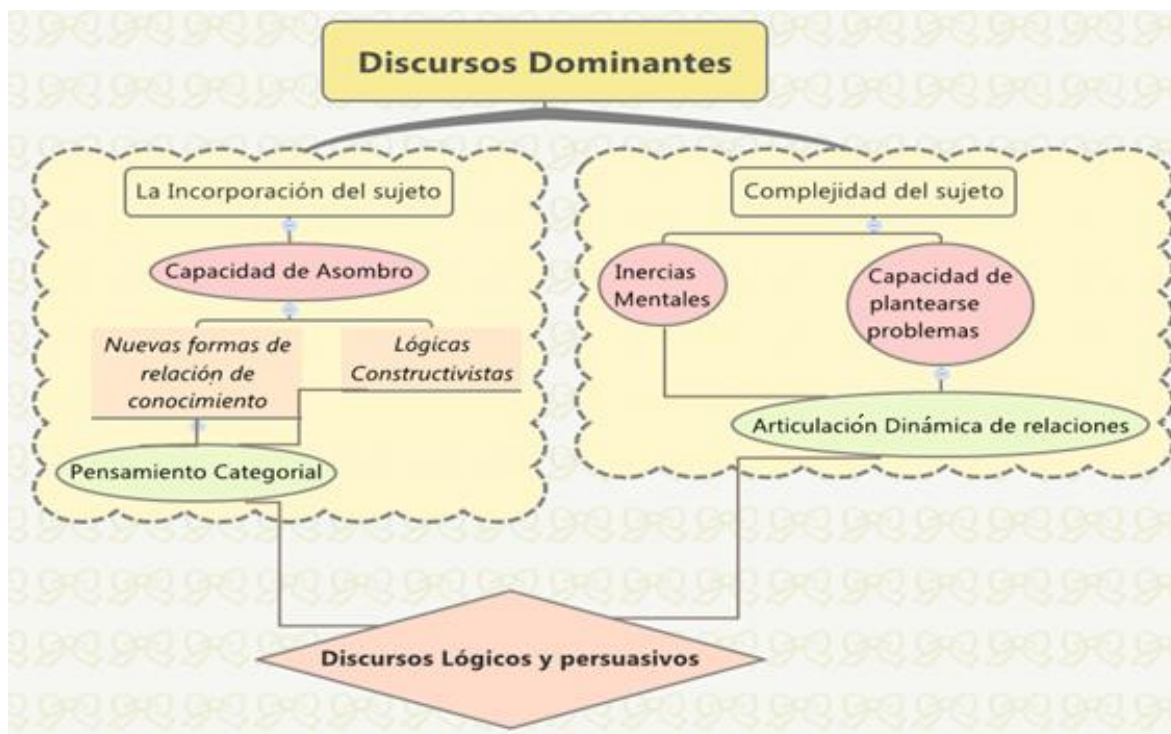 Discursos Dominantes
La Incorporación del sujeto
Capacidad de Asombro
Nuevas formas de
relación de
conocimiento
Lógicas
Constructivistas
Pensamiento Categorial
Complejidad del sujeto
Inercias
Mentales
Capacidad de
plantearse
problemas
Articulación Dinámica de relaciones
Discursos Lógicos y persuasivos